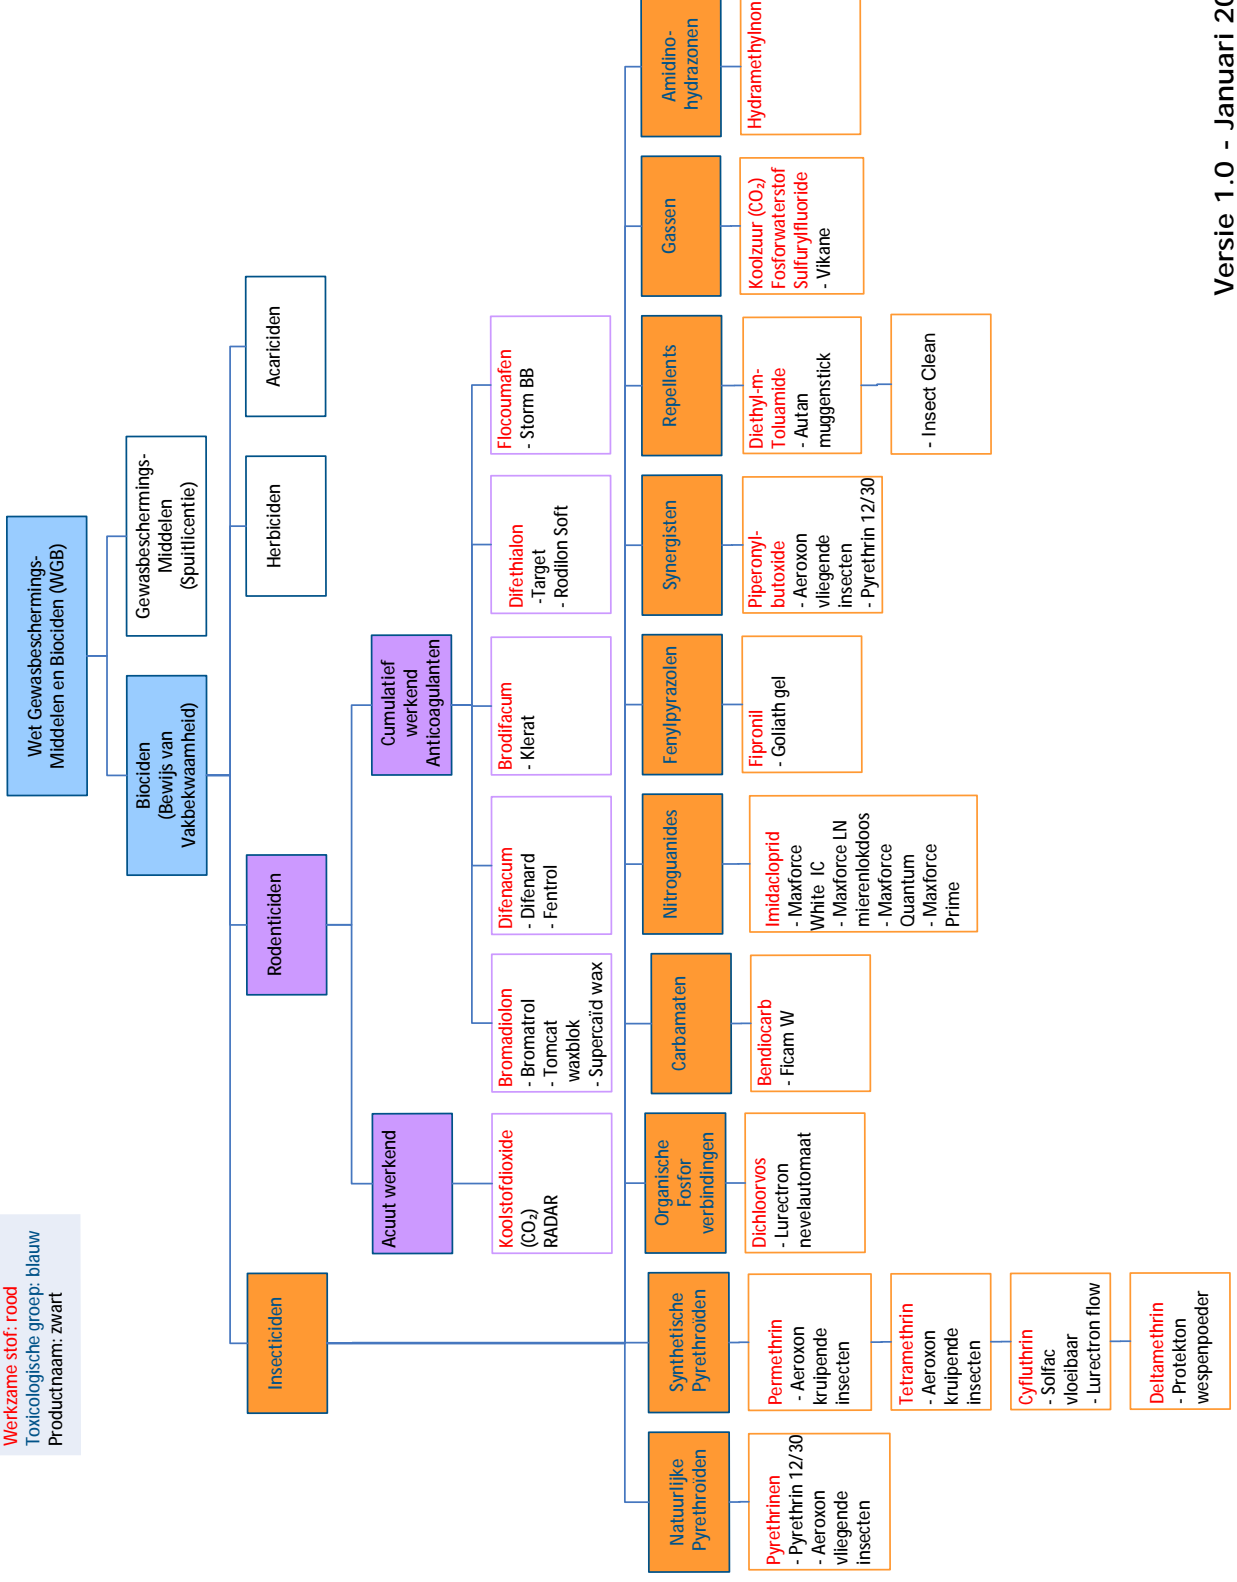 Werkzame stof: rood
Toxicologische groep: blauw
Productnaam: zwart
Wet Gewasbeschermings-
Middelen en Biociden (WGB)
Biociden
(Bewijs van
Vakbekwaamheid)
Gewasbeschermings-
Middelen
(Spuitlicentie)
Insecticiden
Rodenticiden
Herbiciden
Acariciden
Acuut werkend
Cumulatief
werkend
Anticoagulanten
Koolstofdioxide
(CO₂)
RADAR
Bromadiolon
- Bromatrol
- Tomcat
waxblok
- Supercaïd wax
Difenacum
- Difenard
- Fentrol
Brodifacum
- Klerat
Difethialon
-Target
- Rodilon Soft
Flocoumafen
- Storm BB
Natuurlijke
Pyrethroïden
Synthetische
Pyrethroïden
Organische
Fosfor
verbindingen
Carbamaten
Nitroguanides
Fenylpyrazolen
Synergisten
Repellents
Gassen
Amidino-
hydrazonen
Pyrethrinen
- Pyrethrin 12/30
- Aeroxon
vliegende
insecten
Permethrin
- Aeroxon
kruipende
insecten
Tetramethrin
- Aeroxon
kruipende
insecten
Cyfluthrin
- Solfac
vloeibaar
- Lurectron flow
Deltamethrin
- Protekton
wespenpoeder
Dichloorvos
- Lurectron
nevelautomaat
Bendiocarb
- Ficam W
Imidacloprid
- Maxforce
White IC
- Maxforce LN
mierenlokdoos
- Maxforce
Quantum
- Maxforce
Prime
Fipronil
- Goliath gel
Piperonyl-
butoxide
- Aeroxon
vliegende
insecten
- Pyrethrin 12/30
Diethyl-m-
Toluamide
- Autan
muggenstick
- Insect Clean
Koolzuur (CO₂)
Fosforwaterstof
Sulfurylfluoride
- Vikane
Hydramethylnon
Versie 1.0 - Januari 20